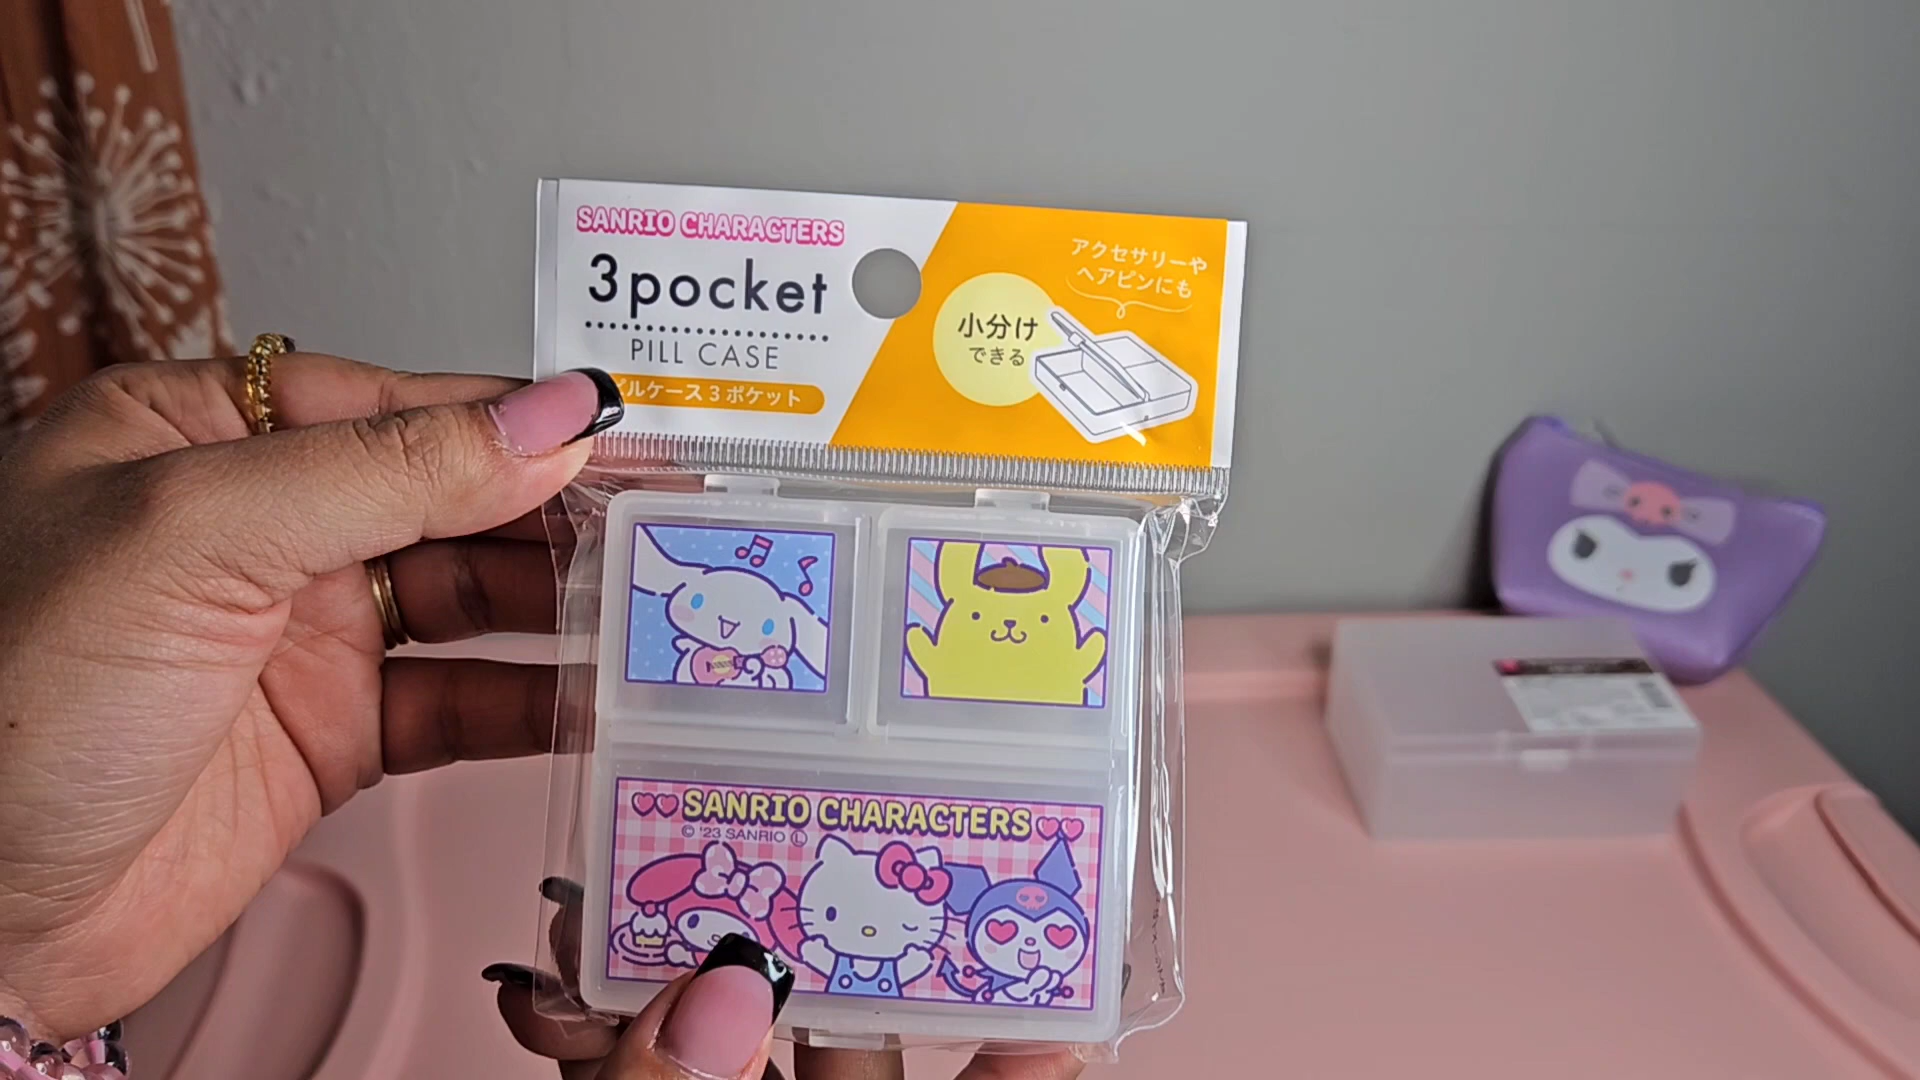 SANRIO CHARACTERS
3pocket
PILL CASE
ピルケース3ポケット
アクセサリーや
ヘアピンにも
小分け
できる
SANRIO CHARACTERS
© '23 SANRIO Ⓛ